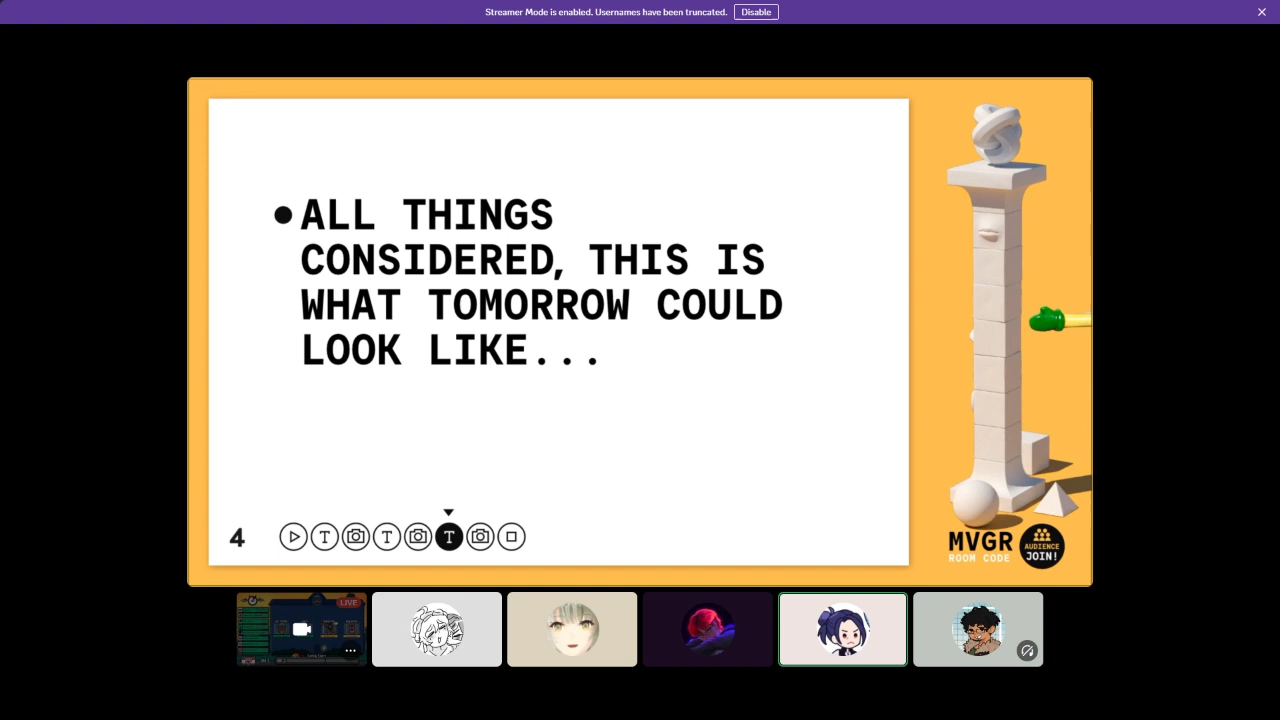 Streamer Mode is enabled. Usernames have been truncated. Disable
•ALL THINGS
CONSIDERED, THIS IS
WHAT TOMORROW COULD
LOOK LIKE...
4 T T T
MVGR
ROOM CODE
AUDIENCE
JOIN!
LIVE